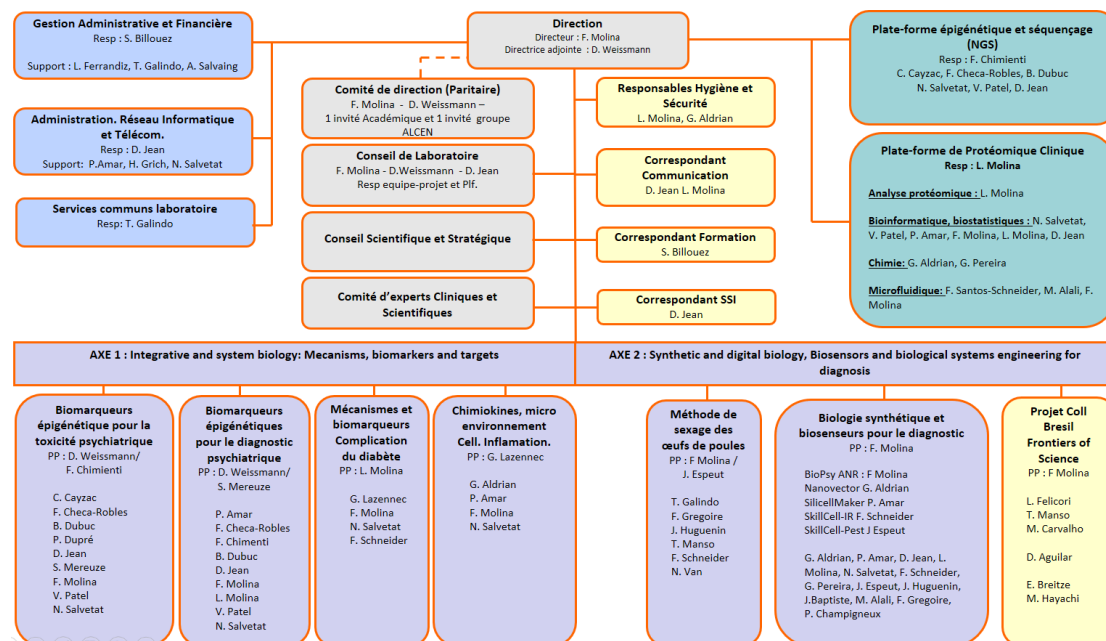 Gestion Administrative et Financière
Resp : S. Billouez
Support : L. Ferrandiz, T. Galindo, A. Salvaing
Administration. Réseau Informatique
et Télécom.
Resp : D. Jean
Support: P.Amar, H. Grich, N. Salvetat
Services communs laboratoire
Resp: T. Galindo
Direction
Directeur : F. Molina
Directrice adjointe : D. Weissmann
Comité de direction (Paritaire)
F. Molina - D. Weissmann –
1 invité Académique et 1 invité groupe
ALCEN
Conseil de Laboratoire
F. Molina - D.Weissmann - D. Jean
Resp equipe-projet et Plf.
Conseil Scientifique et Stratégique
Comité d'experts Cliniques et
Scientifiques
Responsables Hygiène et
Sécurité
L. Molina, G. Aldrian
Correspondant
Communication
D. Jean L. Molina
Correspondant Formation
S. Billouez
Correspondant SSI
D. Jean
Plate-forme épigénétique et séquençage
(NGS)
Resp : F. Chimienti
C. Cayzac, F. Checa-Robles, B. Dubuc
N. Salvetat, V. Patel, D. Jean
Plate-forme de Protéomique Clinique
Resp : L. Molina
Analyse protéomique : L. Molina
Bioinformatique, biostatistiques : N. Salvetat,
V. Patel, P. Amar, F. Molina, L. Molina, D. Jean
Chimie: G. Aldrian, G. Pereira
Microfluidique: F. Santos-Schneider, M. Alali, F.
Molina
AXE 1 : Integrative and system biology: Mecanisms, biomarkers and targets
AXE 2 : Synthetic and digital biology, Biosensors and biological systems engineering for
diagnosis
Biomarqueurs
épigénétique pour la
toxicité psychiatrique
PP : D. Weissmann/
F. Chimienti
C. Cayzac
F. Checa-Robles
B. Dubuc
P. Dupré
D. Jean
S. Mereuze
F. Molina
V. Patel
N. Salvetat
Biomarqueurs
épigénétiques
pour le diagnostic
psychiatrique
PP : D. Weissmann/
S. Mereuze
P. Amar
F. Checa-Robles
F. Chimenti
B. Dubuc
D. Jean
F. Molina
L. Molina
V. Patel
N. Salvetat
Mécanismes et
biomarqueurs
Complication
du diabète
PP : L. Molina
G. Lazennec
F. Molina
N. Salvetat
F. Schneider
Chimiokines, micro
environnement
Cell. Inflamation.
PP : G. Lazennec
G. Aldrian
P. Amar
F. Molina
N. Salvetat
Méthode de
sexage des
œufs de poules
PP : F Molina /
J. Espeut
T. Galindo
F. Gregoire
J. Huguenin
T. Manso
F. Schneider
N. Van
Biologie synthétique et
biosenseurs pour le diagnostic
PP : F. Molina
BioPsy ANR : F Molina
Nanovector G. Aldrian
SilicellMaker P. Amar
SkillCell-IR F. Schneider
SkillCell-Pest J Espeut
G. Aldrian, P. Amar, D. Jean, L.
Molina, N. Salvetat, F. Schneider,
G. Pereira, J. Espeut, J. Huguenin,
J.Baptiste, M. Alali, F. Gregoire,
P. Champigneux
Projet Coll
Bresil
Frontiers of
Science
PP : F Molina
L. Felicori
T. Manso
M. Carvalho
D. Aguilar
E. Breitze
M. Hayachi